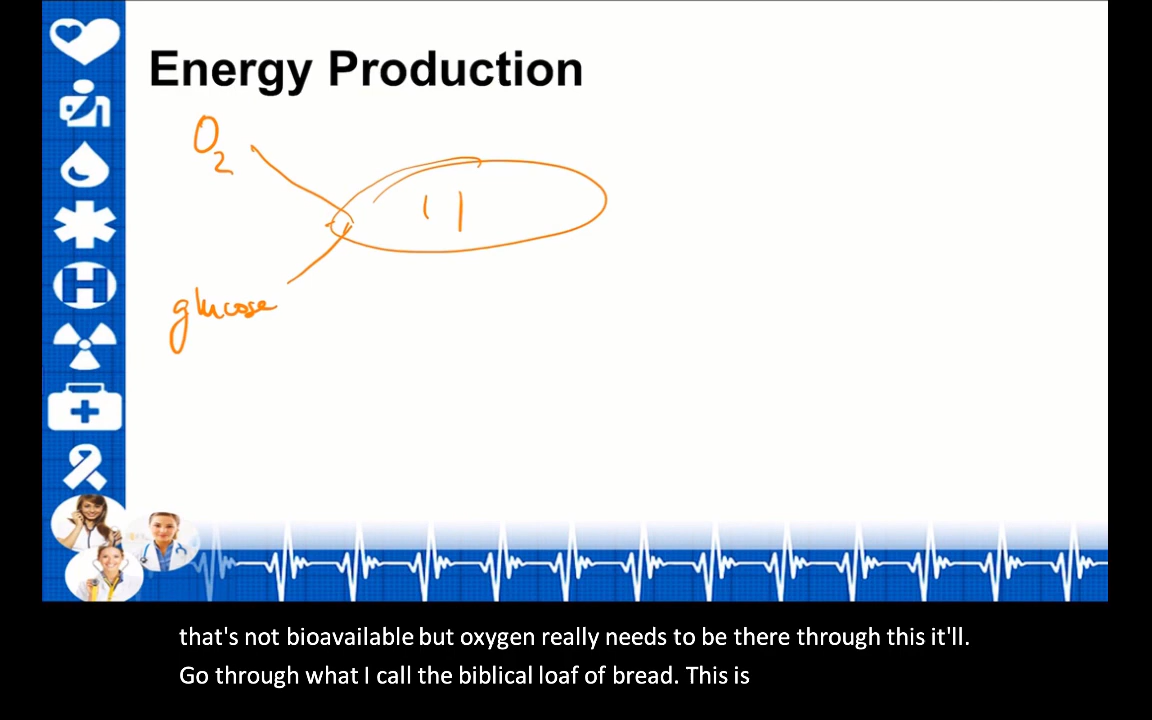 Energy Production
O2
glucose
H
that's not bioavailable but oxygen really needs to be there through this it'll.
Go through what I call the biblical loaf of bread. This is